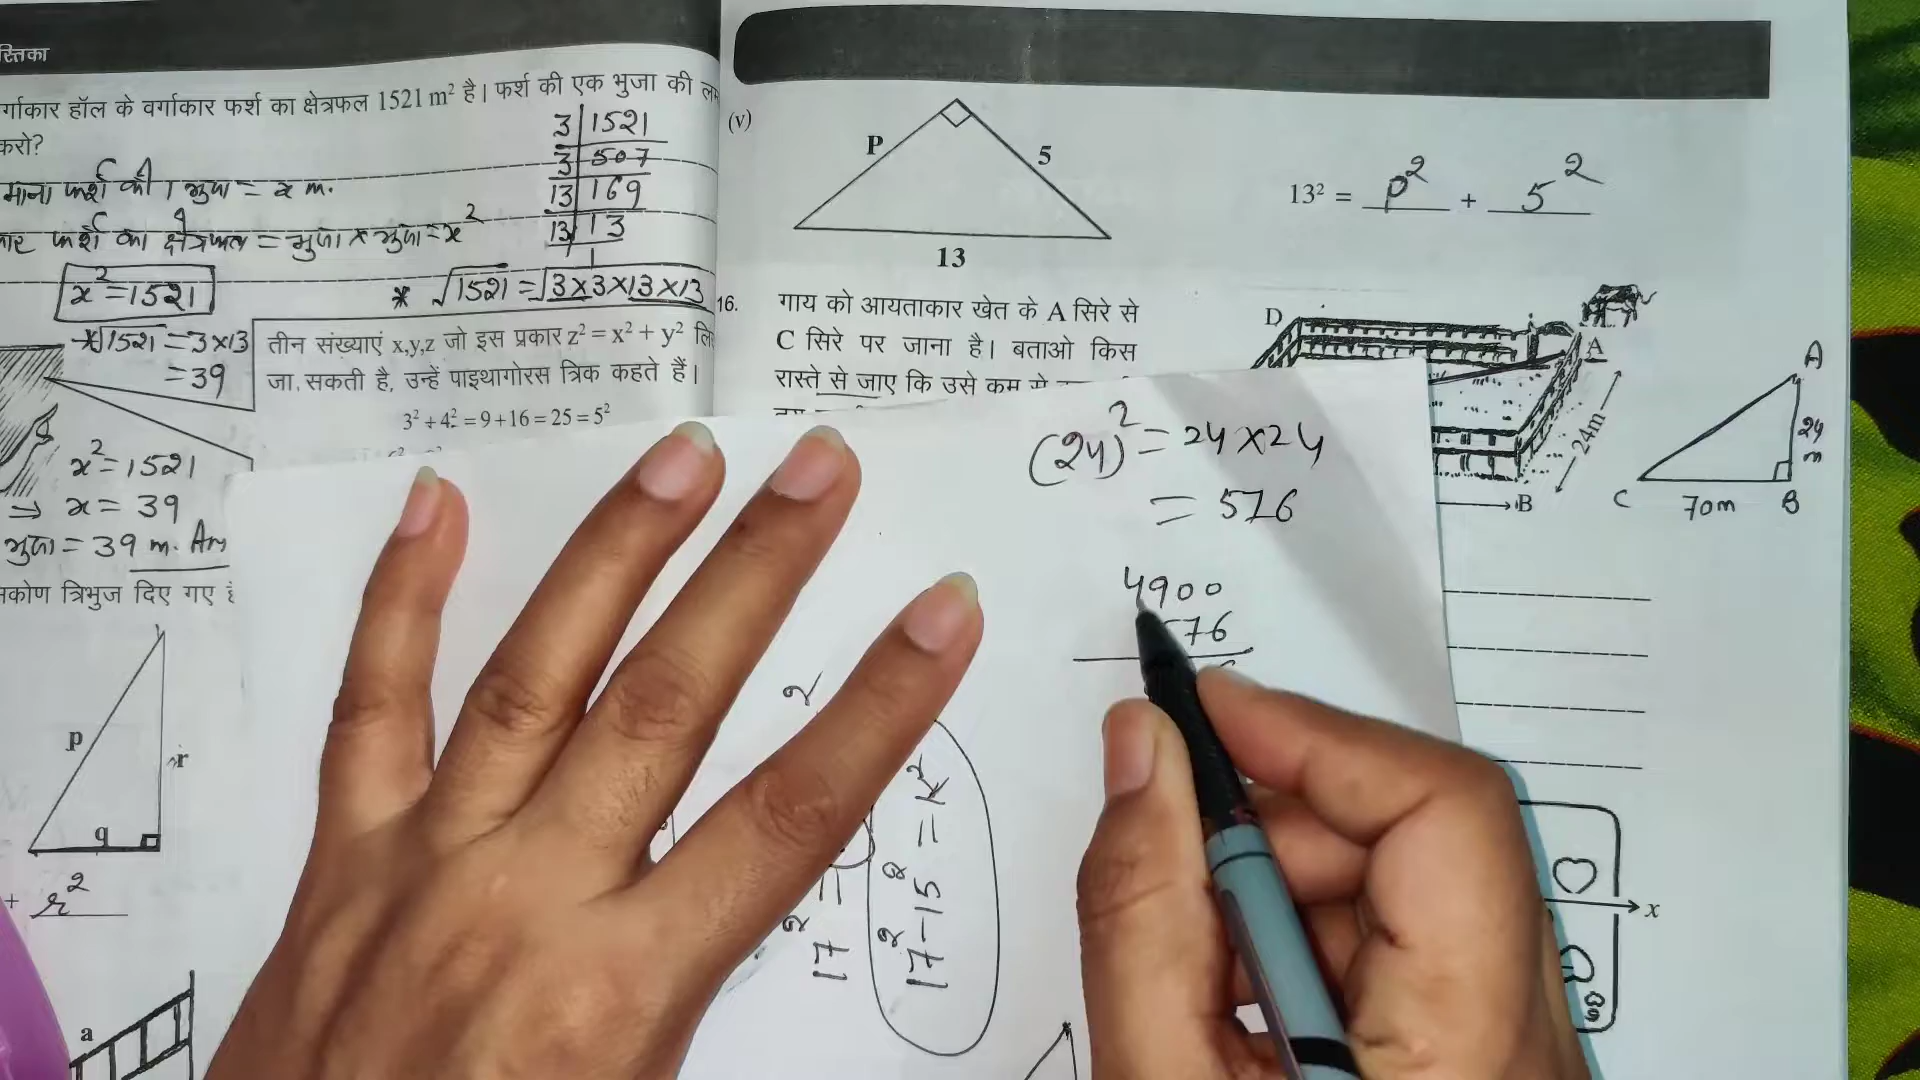 स्तिका
र्गाकार हॉल के वर्गाकार फर्श का क्षेत्रफल 1521 m² है। फर्श की एक भुजा की
करो?
माना फर्श की 1 भुजा = x m.
कार फर्श का क्षेत्रफल = भुजा × भुजा = x²
x² = 1521
3 | 1521
3 | 507
13 | 169
13 | 13
1
* √1521 = √3×3×13×13
√1521 = 3×13
= 39
तीन संख्याएं x,y,z जो इस प्रकार z² = x² + y²
जा सकती है, उन्हें पाइथागोरस त्रिक कहते हैं।
3² + 4² = 9 + 16 = 25 = 5²
x² = 1521
⇒ x = 39
भुजा = 39 m. Ans
मकोण त्रिभुज दिए गए
p
r
q
+ r²
a
(v)
P
5
13
13² = p² + 5²
16.
गाय को आयताकार खेत के A सिरे से
C सिरे पर जाना है। बताओ किस
रास्ते से जाए कि उसे कम से
D
A
24m
B
A
24
m
C
70m
B
(24)² = 24×24
= 576
4900
576
17² =
17² - 15² = K²
x